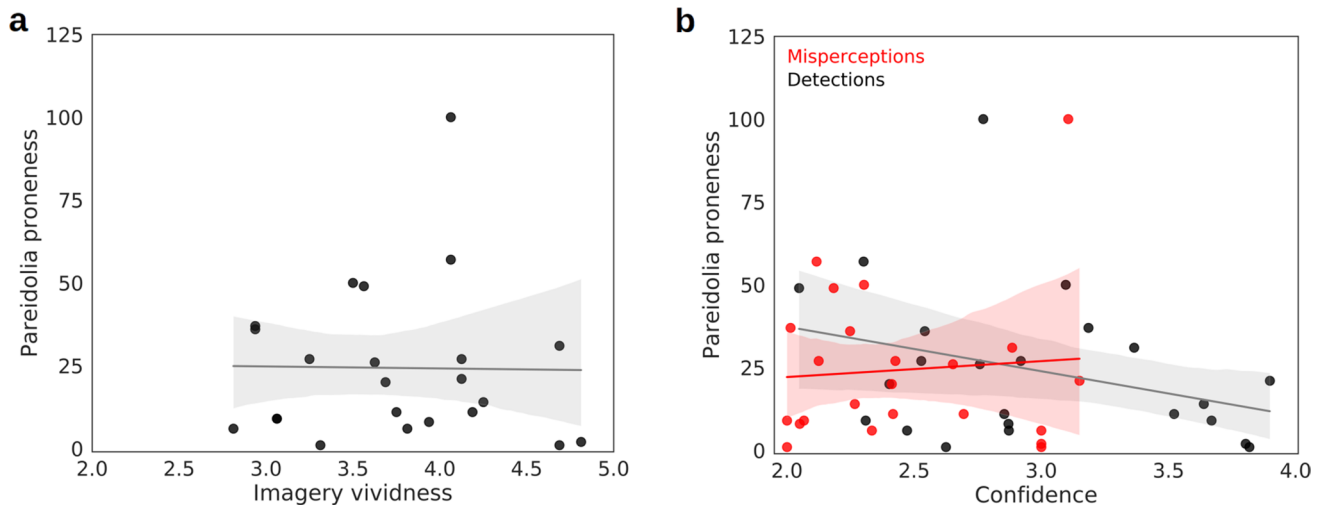 a
125
100
75
50
25
0
Pareidolia proneness
2.0 2.5 3.0 3.5 4.0 4.5 5.0
Imagery vividness
b
125
100
75
50
25
0
Pareidolia proneness
Misperceptions
Detections
2.0 2.5 3.0 3.5 4.0
Confidence